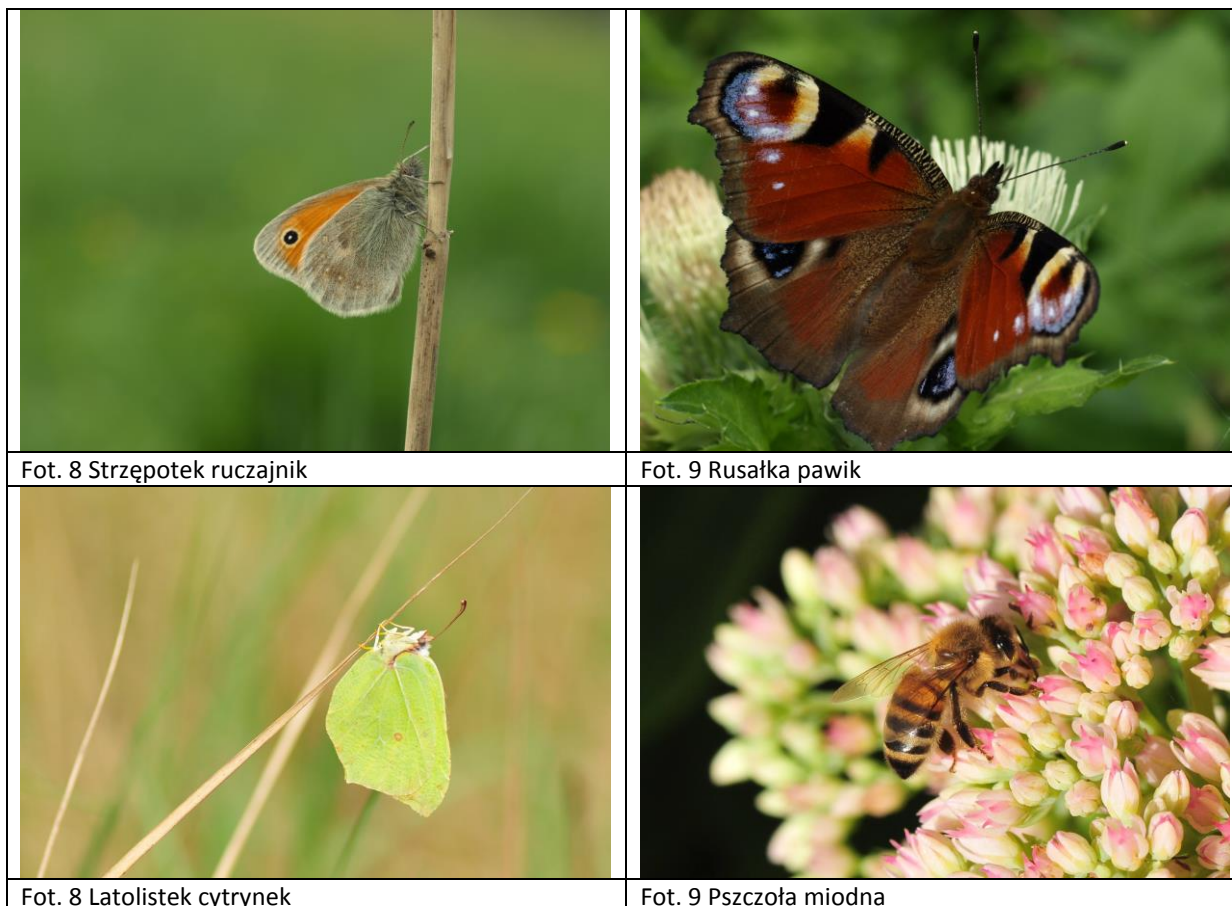 Fot. 8 Strzępotek ruczajnik
Fot. 9 Rusałka pawik
Fot. 8 Latolistek cytrynek
Fot. 9 Pszczoła miodna